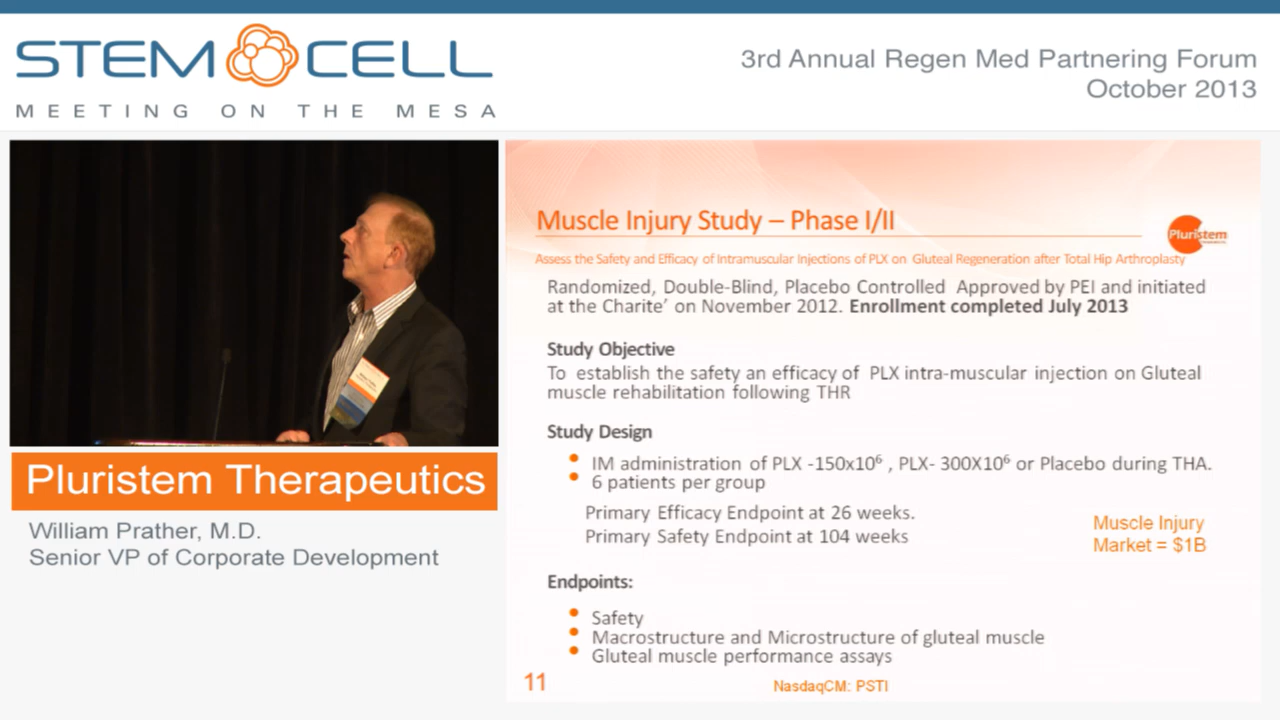 STEM CELL
MEETING ON THE MESA
3rd Annual Regen Med Partnering Forum
October 2013
Pluristem Therapeutics
William Prather, M.D.
Senior VP of Corporate Development
Muscle Injury Study – Phase I/II
Pluristem
Assess the Safety and Efficacy of Intramuscular Injections of PLX on Gluteal Regeneration after Total Hip Arthroplasty
Randomized, Double-Blind, Placebo Controlled Approved by PEI and initiated
at the Charite’ on November 2012. Enrollment completed July 2013
Study Objective
To establish the safety an efficacy of PLX intra-muscular injection on Gluteal
muscle rehabilitation following THR
Study Design
• IM administration of PLX -150x10⁶ , PLX- 300X10⁶ or Placebo during THA.
• 6 patients per group
Primary Efficacy Endpoint at 26 weeks.
Primary Safety Endpoint at 104 weeks
Muscle Injury
Market = $1B
Endpoints:
• Safety
• Macrostructure and Microstructure of gluteal muscle
• Gluteal muscle performance assays
11
NasdaqCM: PSTI